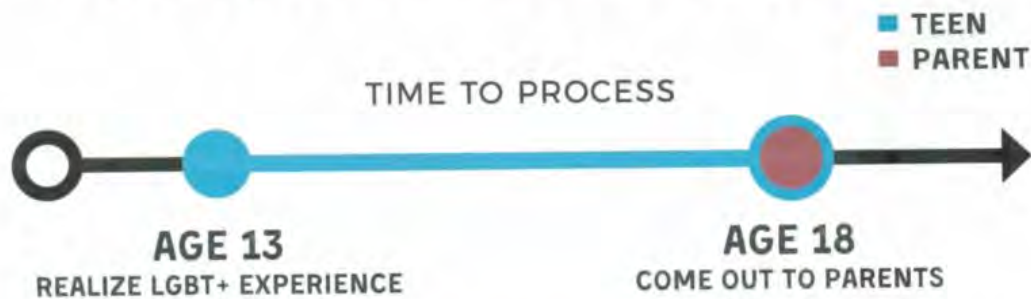 TEEN
PARENT
TIME TO PROCESS
AGE 13
REALIZE LGBT+ EXPERIENCE
AGE 18
COME OUT TO PARENTS